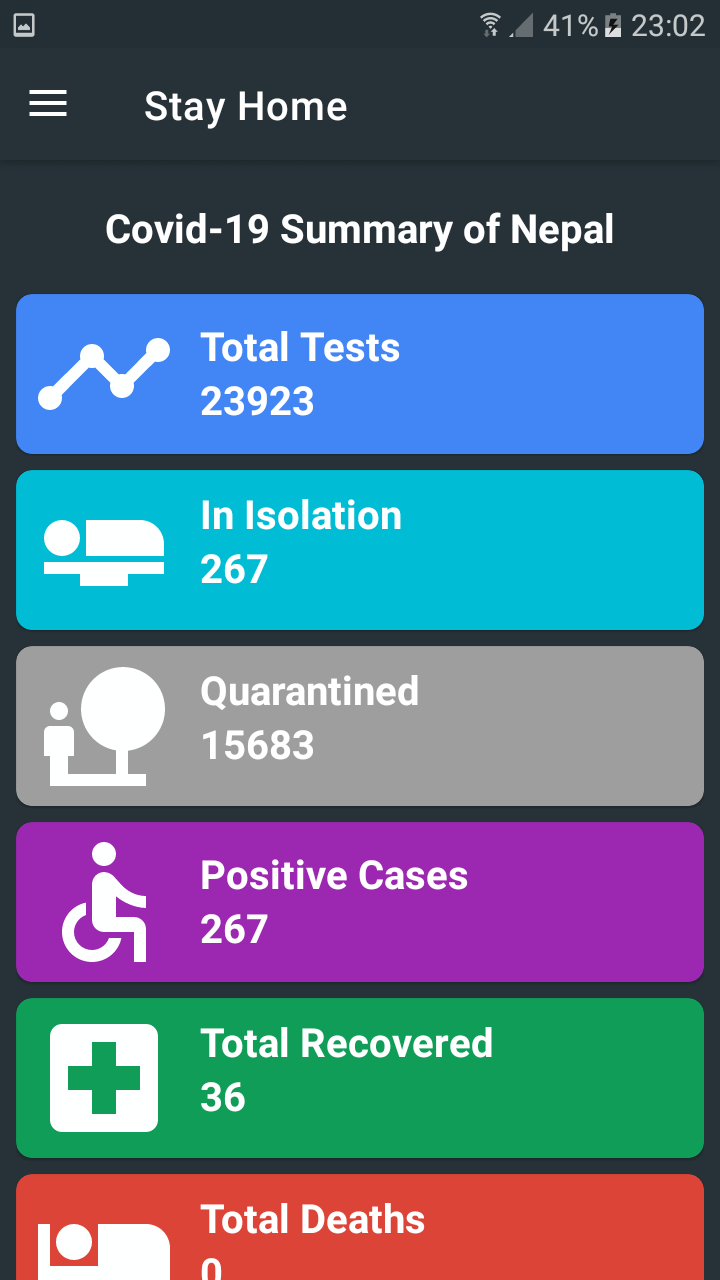 41% 23:02
Stay Home
Covid-19 Summary of Nepal
Total Tests
23923
In Isolation
267
Quarantined
15683
Positive Cases
267
Total Recovered
36
Total Deaths
0